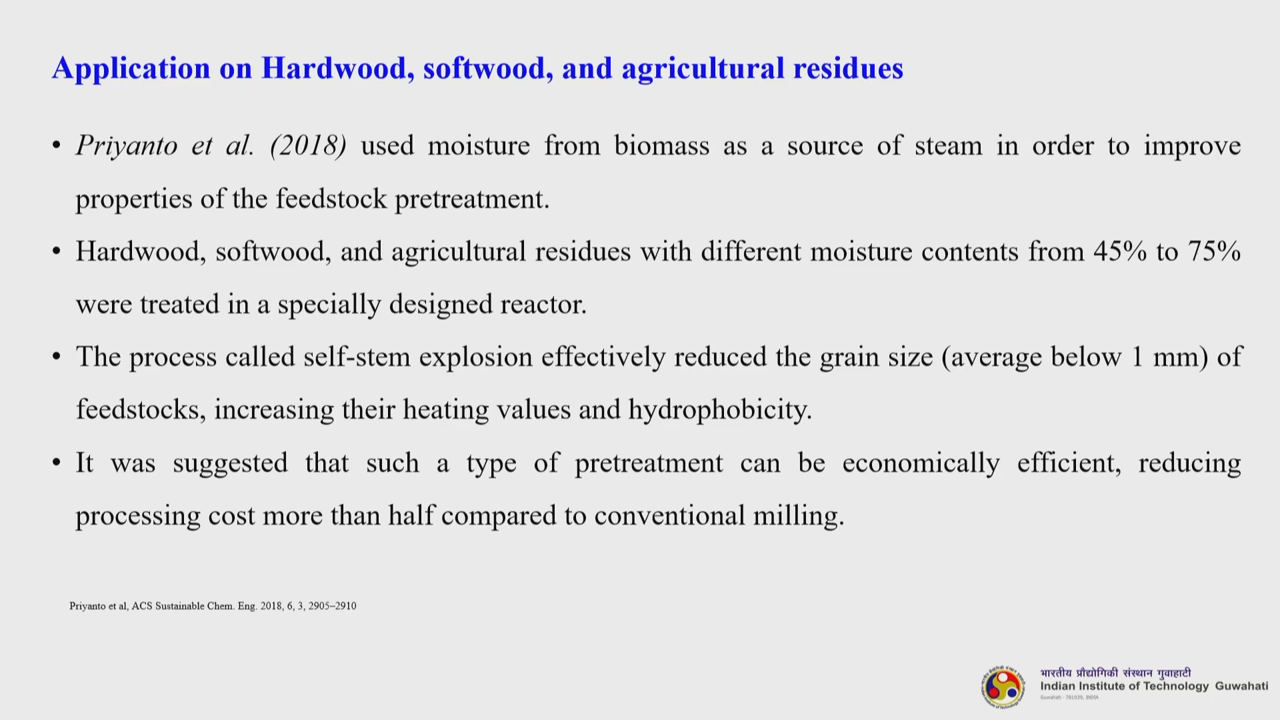 Application on Hardwood, softwood, and agricultural residues
• Priyanto et al. (2018) used moisture from biomass as a source of steam in order to improve
properties of the feedstock pretreatment.
• Hardwood, softwood, and agricultural residues with different moisture contents from 45% to 75%
were treated in a specially designed reactor.
• The process called self-stem explosion effectively reduced the grain size (average below 1 mm) of
feedstocks, increasing their heating values and hydrophobicity.
• It was suggested that such a type of pretreatment can be economically efficient, reducing
processing cost more than half compared to conventional milling.
Priyanto et al, ACS Sustainable Chem. Eng. 2018, 6, 3, 2905–2910
भारतीय प्रौद्योगिकी संस्थान गुवाहाटी
Indian Institute of Technology Guwahati
Guwahati - 781039, INDIA